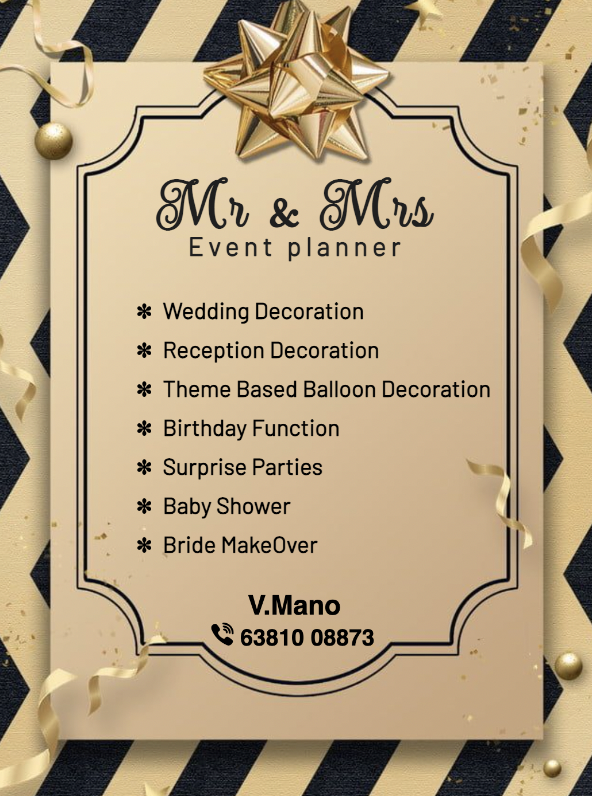 Mr & Mrs
Event planner
✽ Wedding Decoration
✽ Reception Decoration
✽ Theme Based Balloon Decoration
✽ Birthday Function
✽ Surprise Parties
✽ Baby Shower
✽ Bride MakeOver
V.Mano
63810 08873